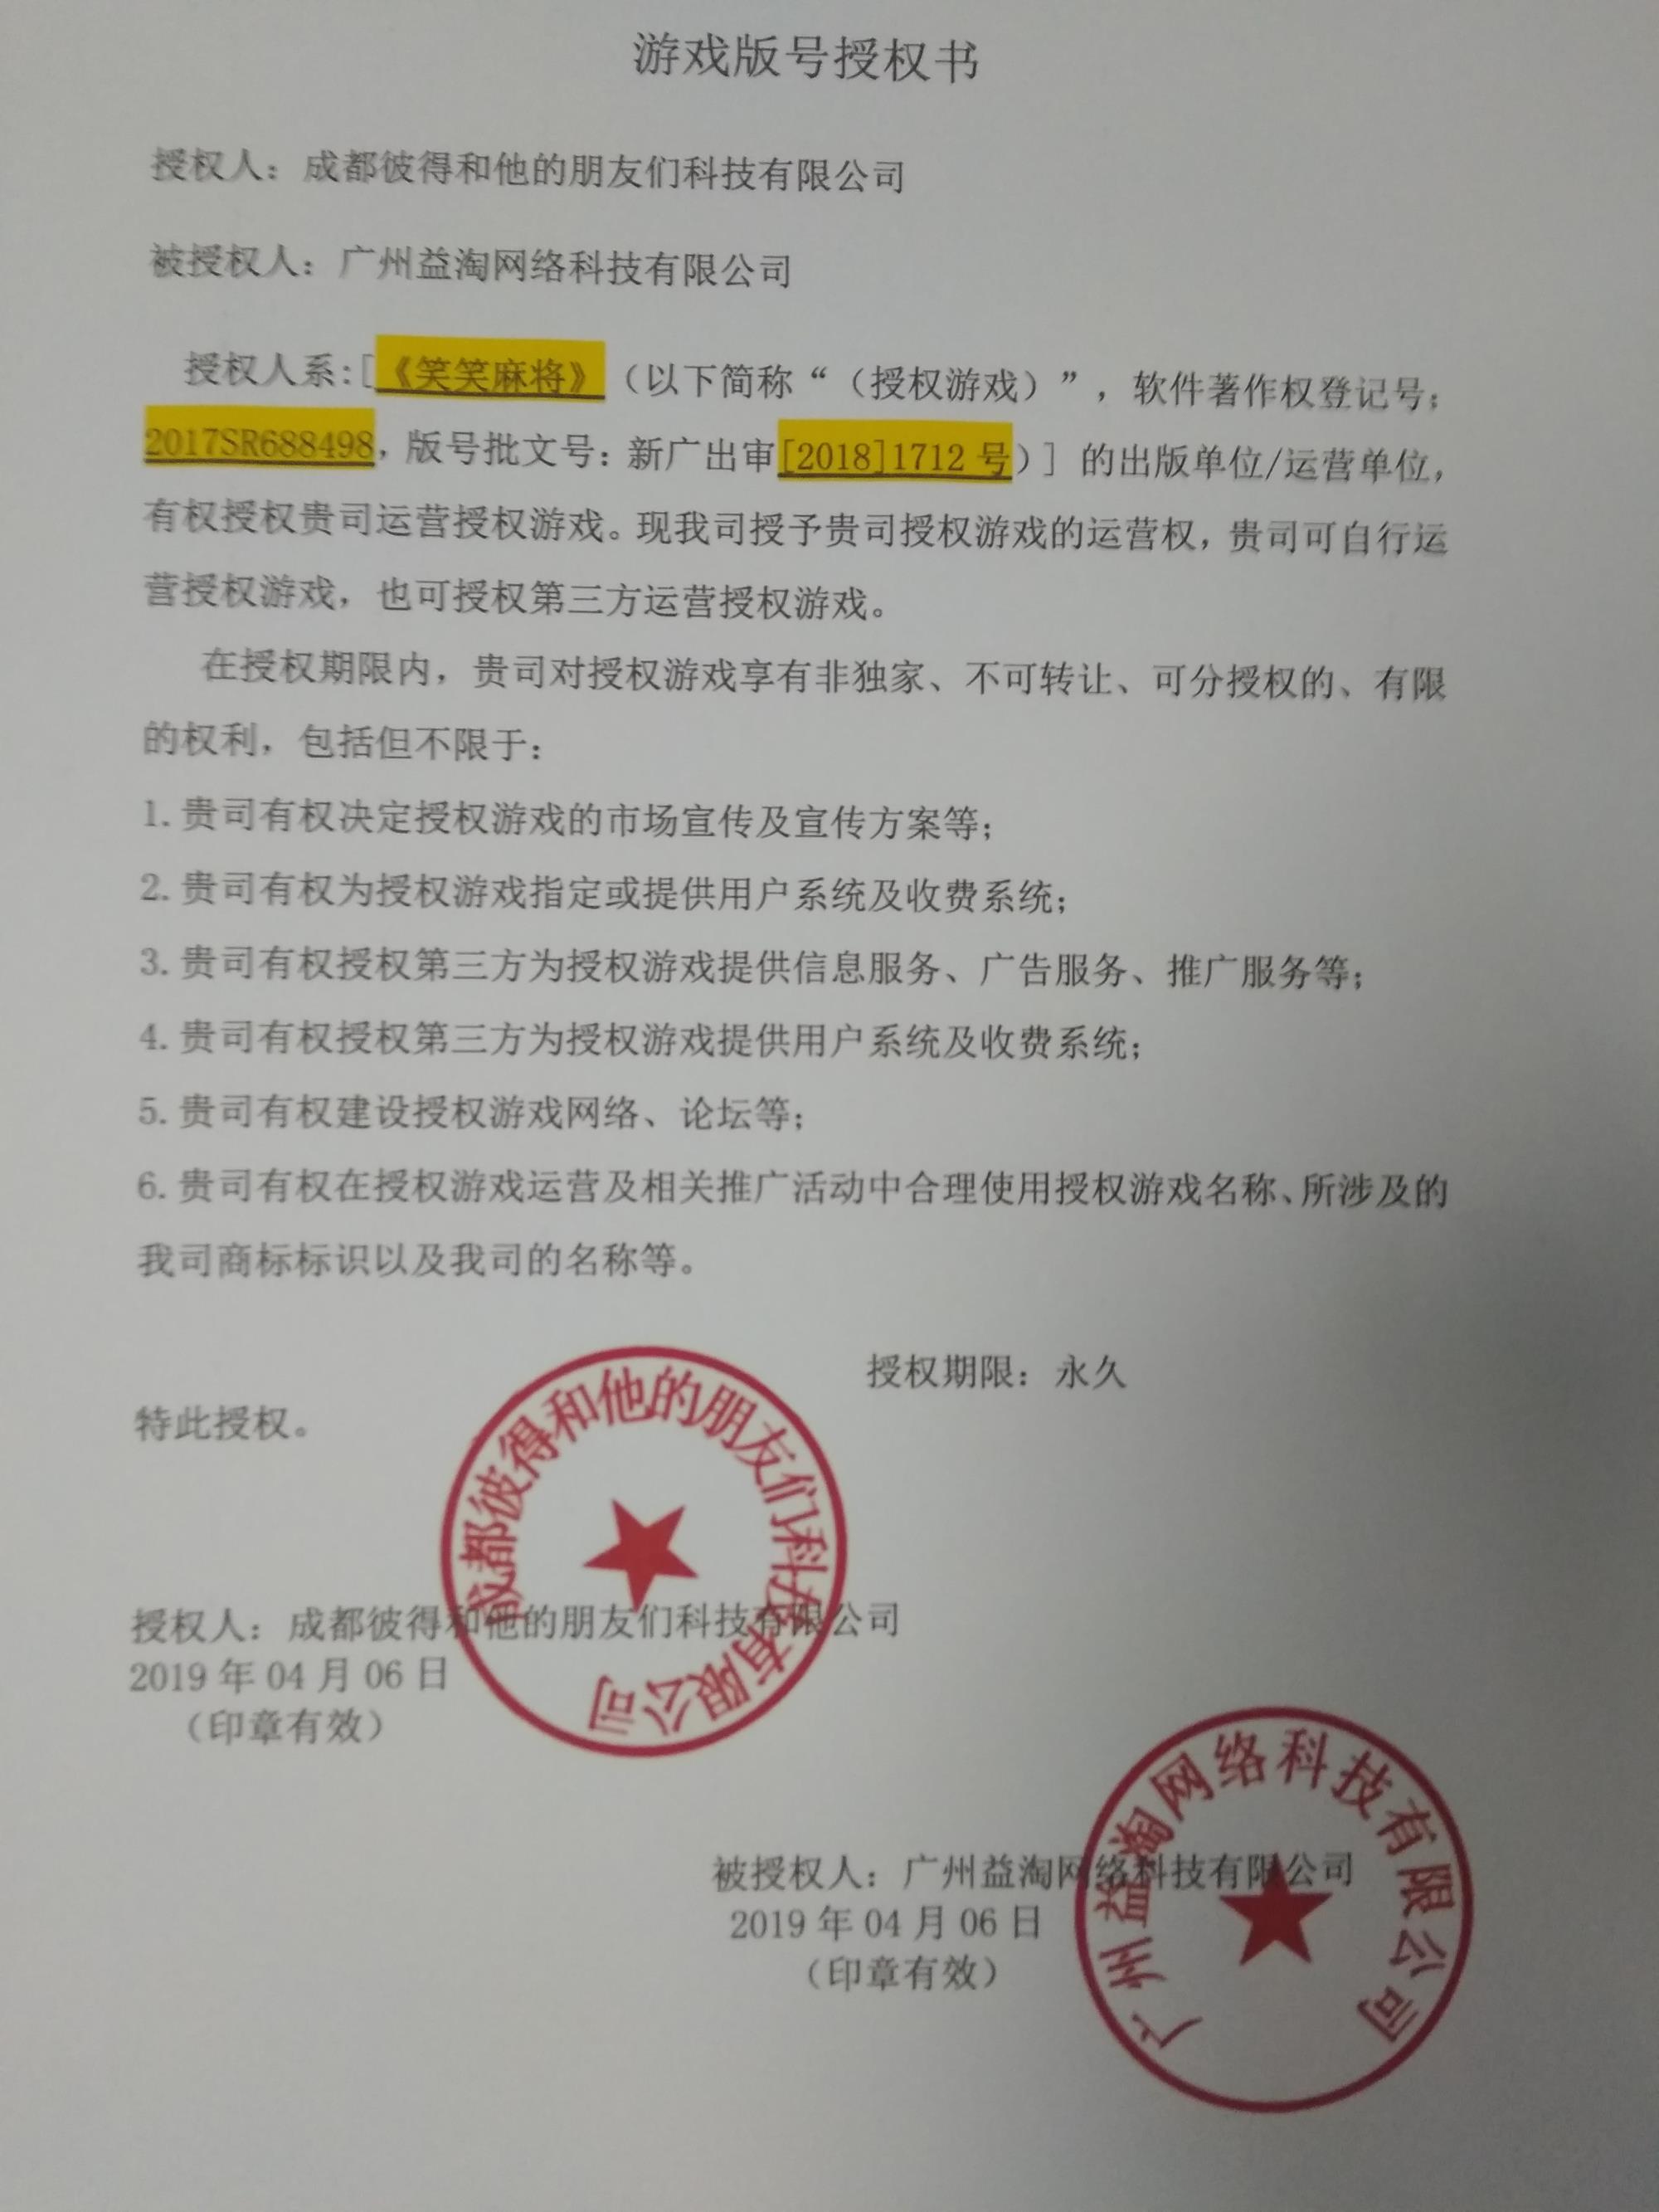 游戏版号授权书
授权人：成都彼得和他的朋友们科技有限公司
被授权人：广州益淘网络科技有限公司
授权人系:[《笑笑麻将》（以下简称“（授权游戏）”，软件著作权登记号；
2017SR688498，版号批文号：新广出审[2018]1712 号)］的出版单位/运营单位，
有权授权贵司运营授权游戏。现我司授予贵司授权游戏的运营权，贵司可自行运
营授权游戏，也可授权第三方运营授权游戏。
在授权期限内，贵司对授权游戏享有非独家、不可转让、可分授权的、有限
的权利，包括但不限于：
1. 贵司有权决定授权游戏的市场宣传及宣传方案等；
2. 贵司有权为授权游戏指定或提供用户系统及收费系统；
3. 贵司有权授权第三方为授权游戏提供信息服务、广告服务、推广服务等；
4. 贵司有权授权第三方为授权游戏提供用户系统及收费系统；
5. 贵司有权建设授权游戏网络、论坛等；
6. 贵司有权在授权游戏运营及相关推广活动中合理使用授权游戏名称、所涉及的
我司商标标识以及我司的名称等。
授权期限：永久
特此授权。
成都彼得和他的朋友们科技有限公司
授权人：成都彼得和他的朋友们科技有限公司
2019 年 04 月 06 日
（印章有效）
广州益淘网络科技有限公司
被授权人：广州益淘网络科技有限公司
2019 年 04 月 06 日
（印章有效）